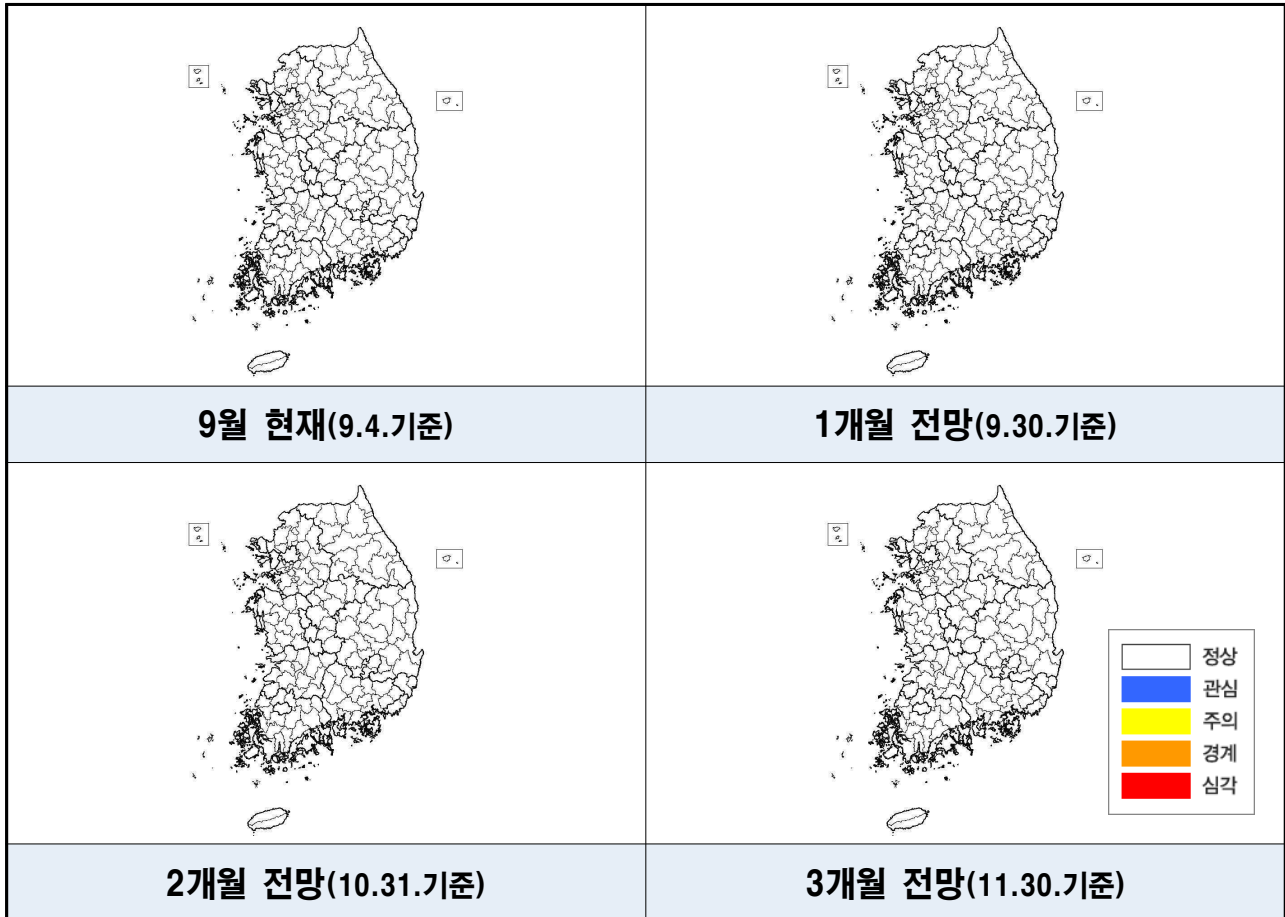 9월 현재(9.4.기준)
1개월 전망(9.30.기준)
정상
관심
주의
경계
심각
2개월 전망(10.31.기준)
3개월 전망(11.30.기준)